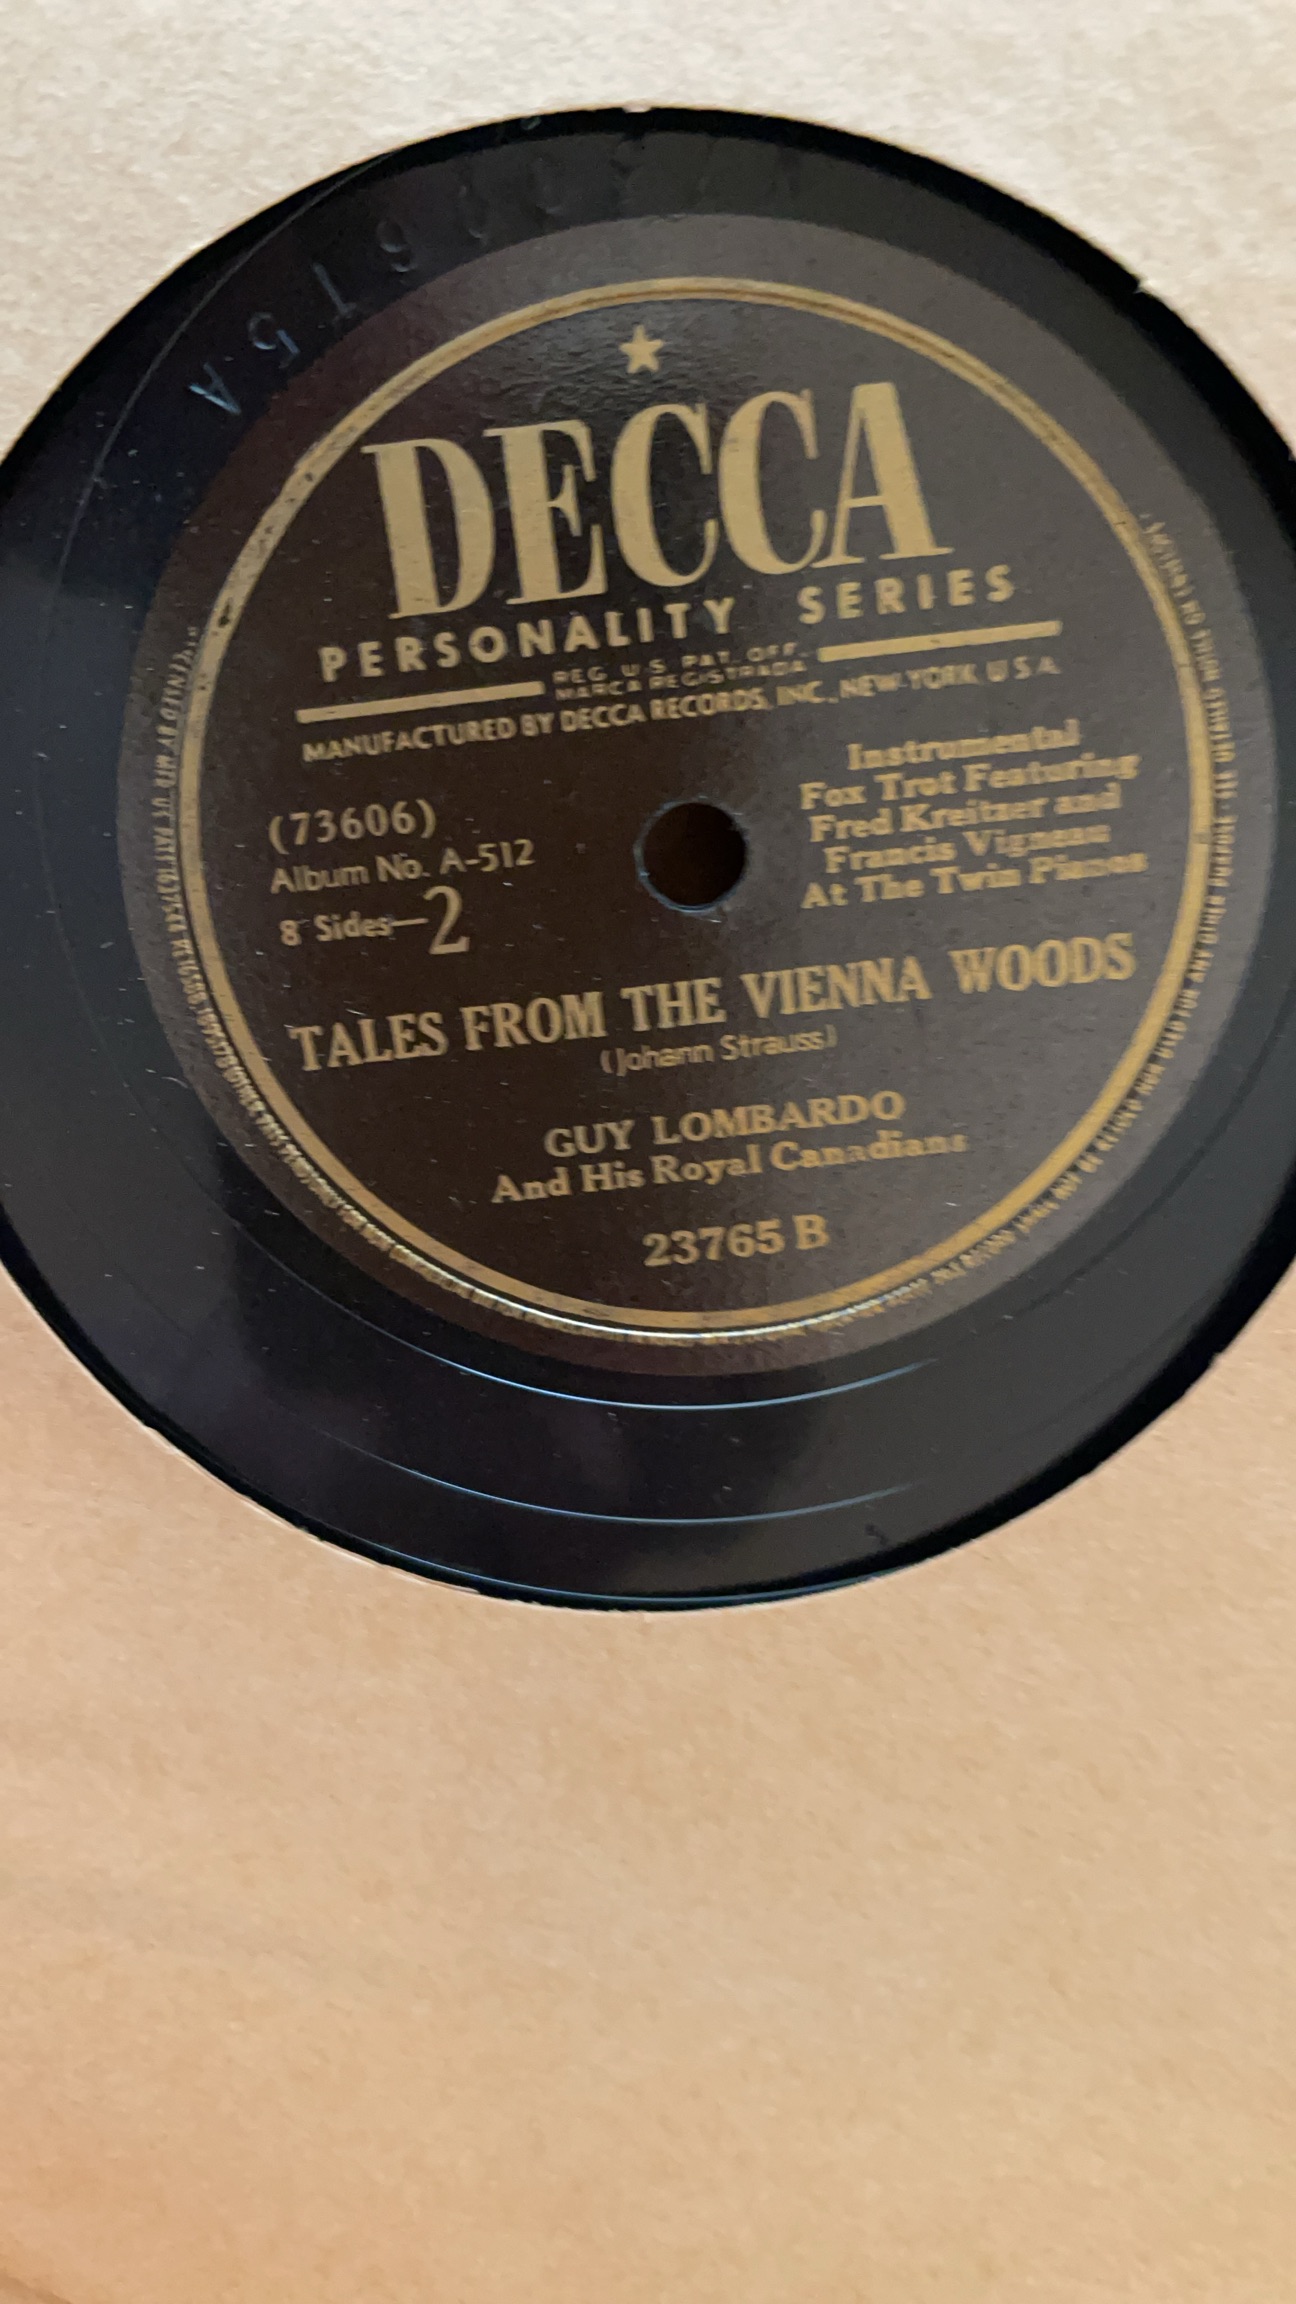 DECCA
PERSONALITY SERIES
REG. U.S. PAT. OFF.
MARCA REGISTRADA
MANUFACTURED BY DECCA RECORDS, INC., NEW YORK, U S A
(73606)
Album No. A-512
8 Sides—2
Instrumental
Fox Trot Featuring
Fred Kreitzer and
Francis Vigneau
At The Twin Pianos
TALES FROM THE VIENNA WOODS
(Johann Strauss)
GUY LOMBARDO
And His Royal Canadians
23765 B